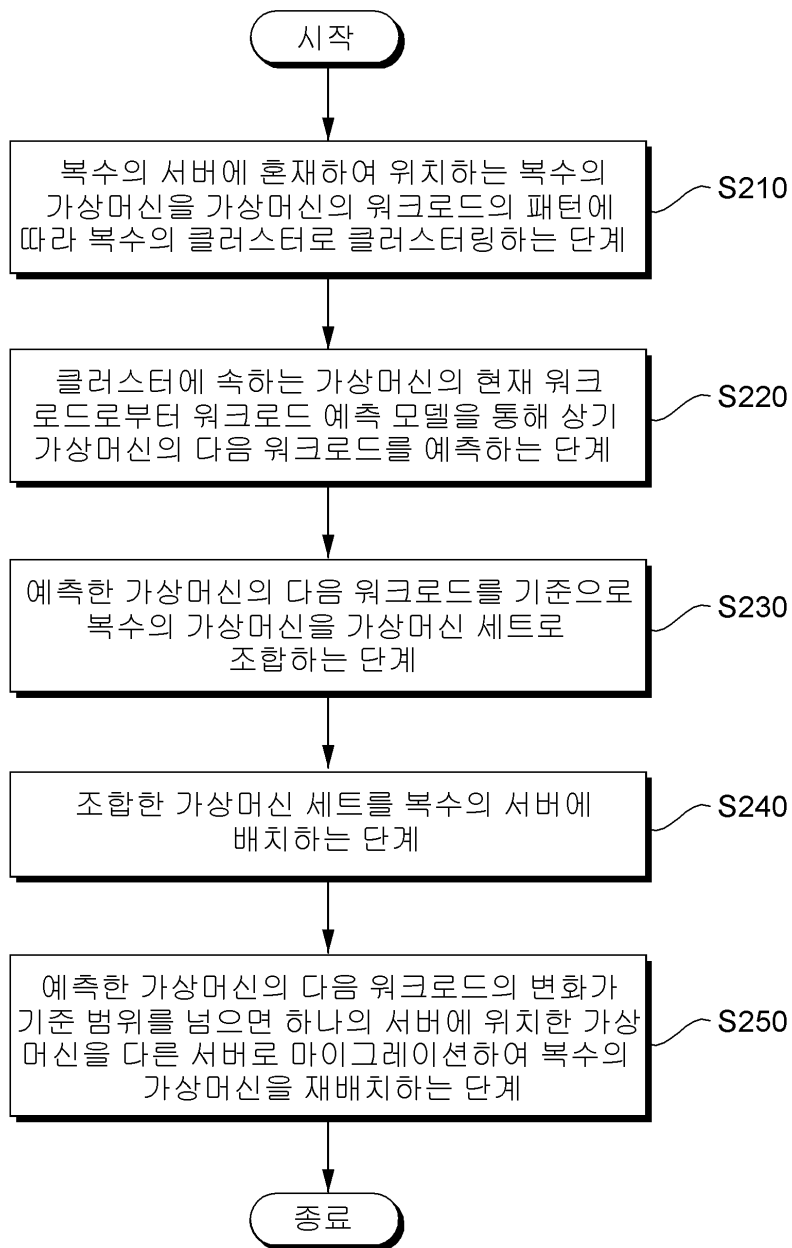 시작
복수의 서버에 혼재하여 위치하는 복수의
가상머신을 가상머신의 워크로드의 패턴에
따라 복수의 클러스터로 클러스터링하는 단계
S210
클러스터에 속하는 가상머신의 현재 워크
로드로부터 워크로드 예측 모델을 통해 상기
가상머신의 다음 워크로드를 예측하는 단계
S220
예측한 가상머신의 다음 워크로드를 기준으로
복수의 가상머신을 가상머신 세트로
조합하는 단계
S230
조합한 가상머신 세트를 복수의 서버에
배치하는 단계
S240
예측한 가상머신의 다음 워크로드의 변화가
기준 범위를 넘으면 하나의 서버에 위치한 가상
머신을 다른 서버로 마이그레이션하여 복수의
가상머신을 재배치하는 단계
S250
종료